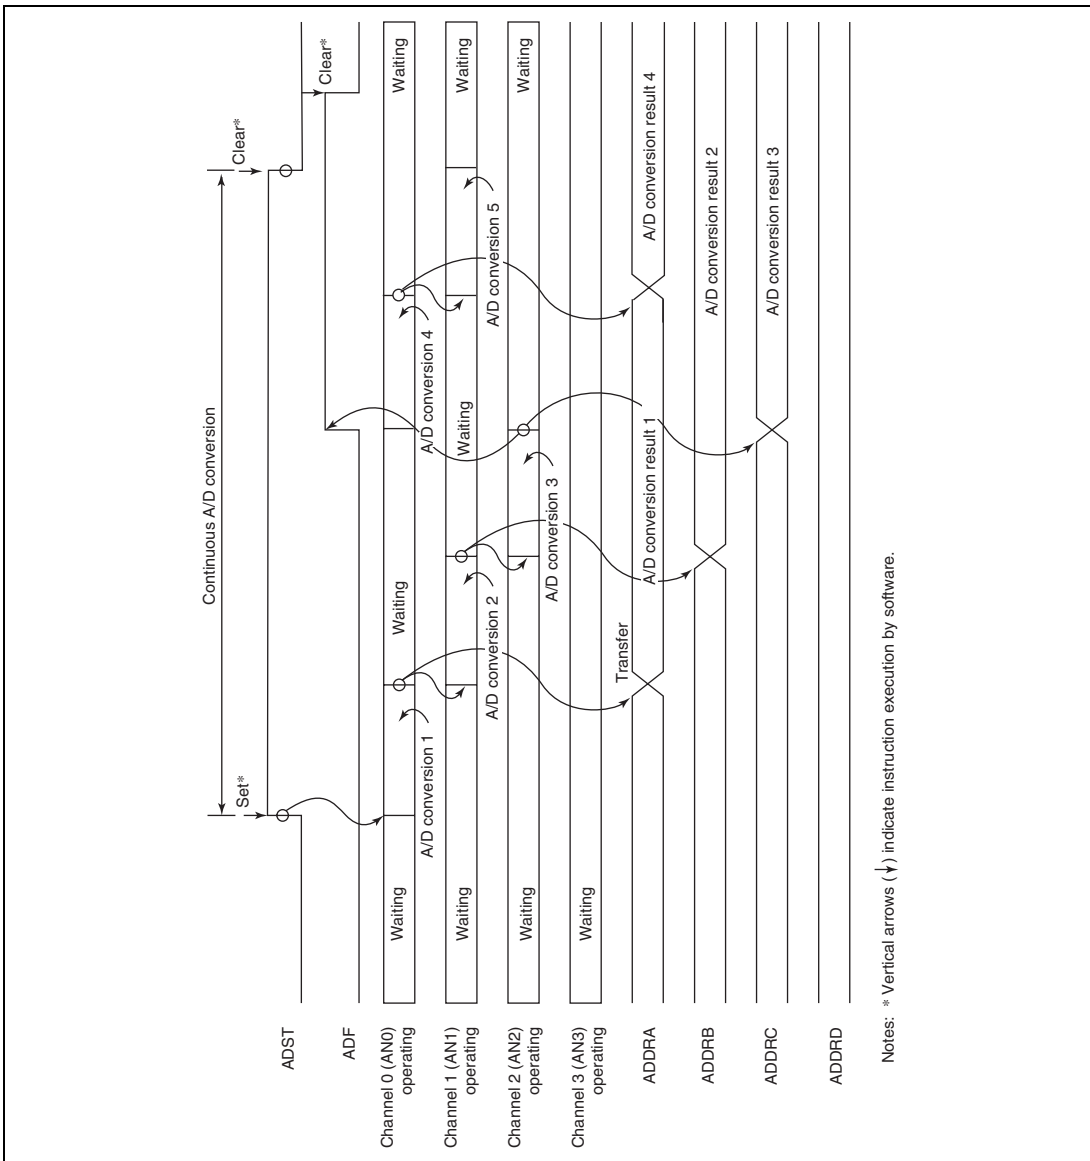 Continuous A/D conversion
Set*
Clear*
Clear*
ADST
ADF
Channel 0 (AN0)
operating
Waiting
A/D conversion 1
Waiting
A/D conversion 4
Waiting
Channel 1 (AN1)
operating
Waiting
A/D conversion 2
Waiting
A/D conversion 5
Waiting
Channel 2 (AN2)
operating
Waiting
A/D conversion 3
Waiting
Channel 3 (AN3)
operating
Waiting
Transfer
ADDRA
A/D conversion result 1
A/D conversion result 4
ADDRB
A/D conversion result 2
ADDRC
A/D conversion result 3
ADDRD
Notes: * Vertical arrows (↓) indicate instruction execution by software.